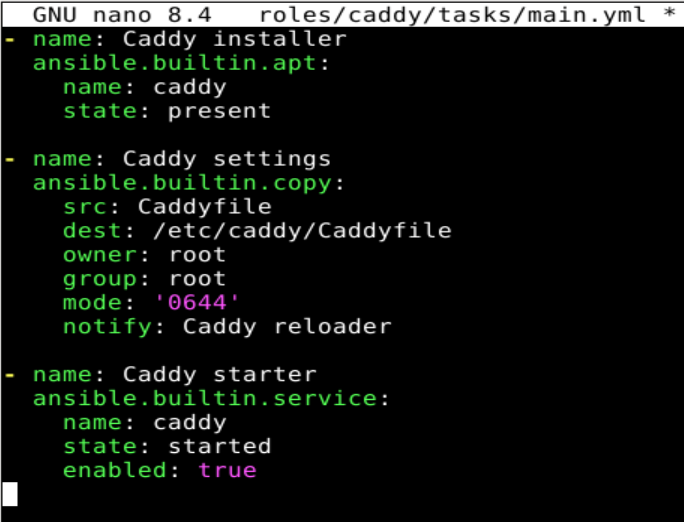 GNU nano 8.4   roles/caddy/tasks/main.yml *
- name: Caddy installer
  ansible.builtin.apt:
    name: caddy
    state: present

- name: Caddy settings
  ansible.builtin.copy:
    src: Caddyfile
    dest: /etc/caddy/Caddyfile
    owner: root
    group: root
    mode: '0644'
    notify: Caddy reloader

- name: Caddy starter
  ansible.builtin.service:
    name: caddy
    state: started
    enabled: true